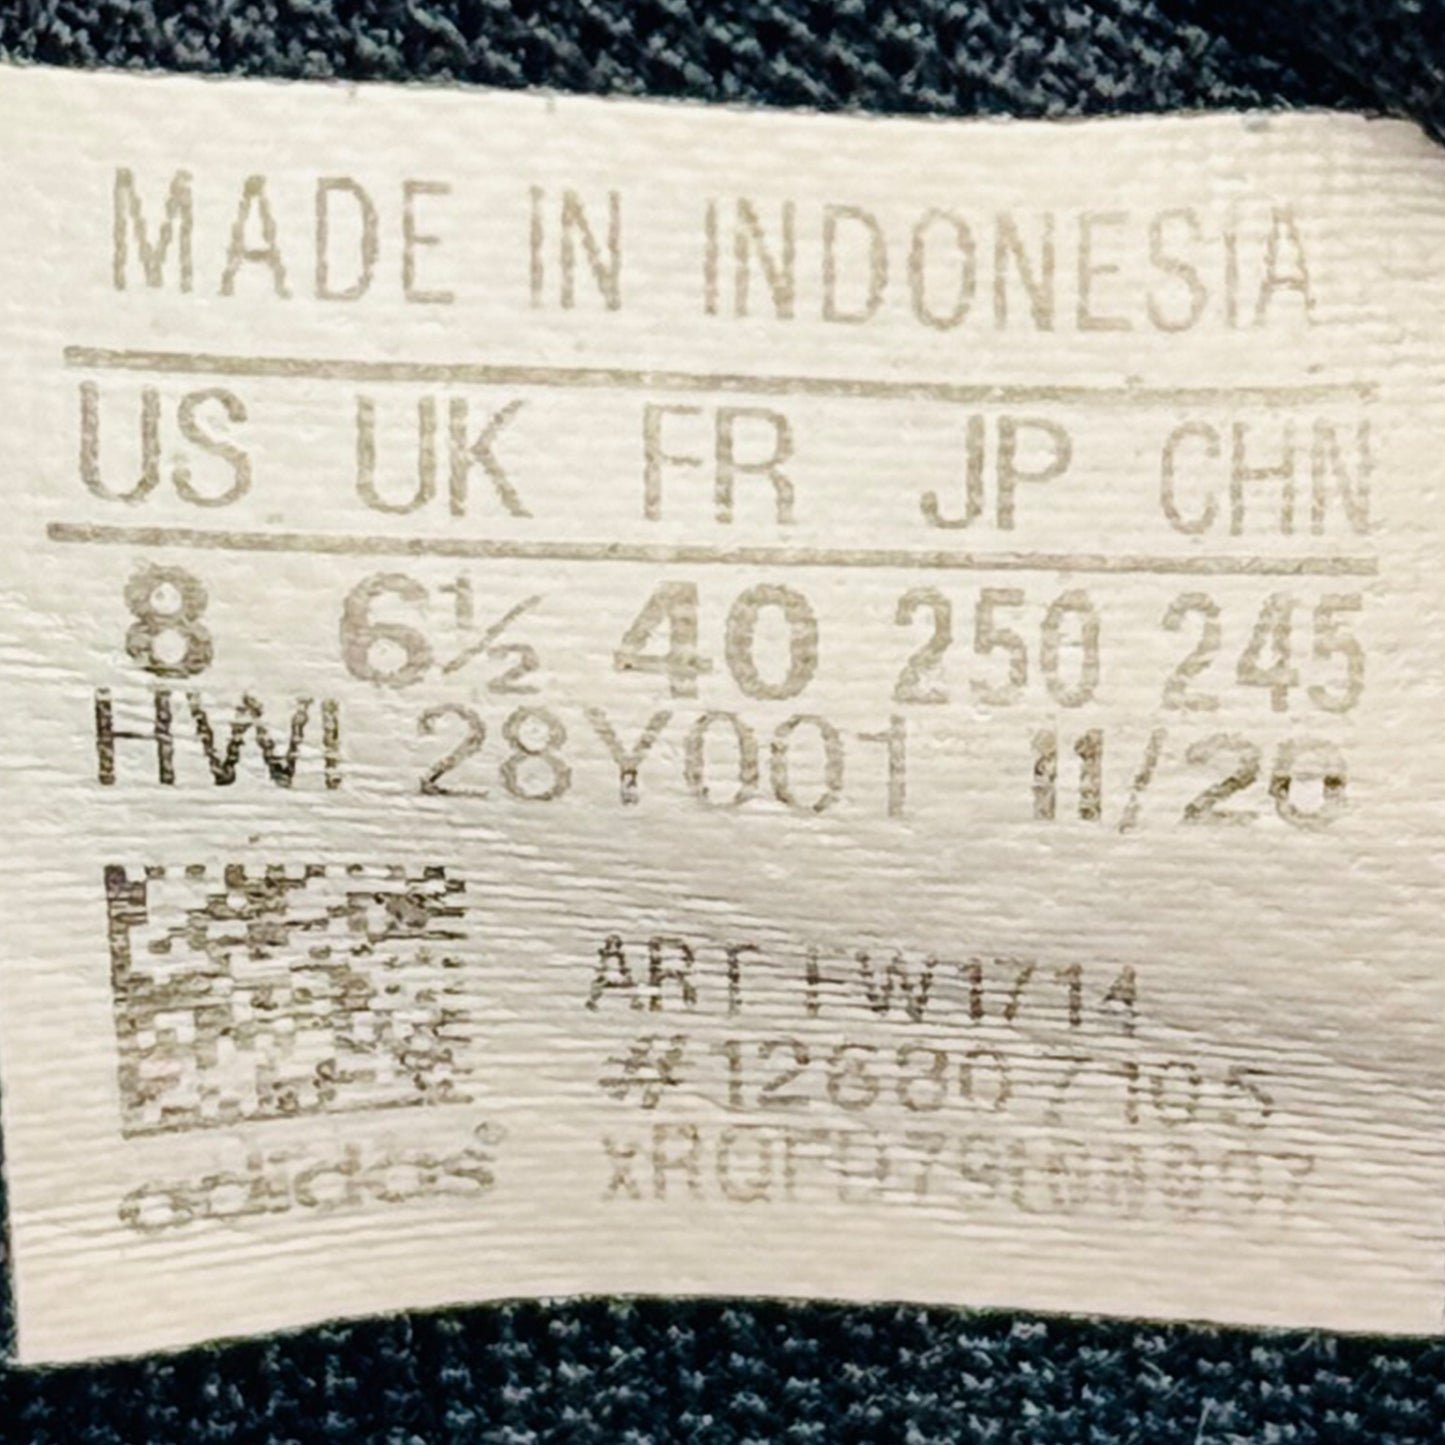 MADE IN INDONESIA
US UK FR JP CHN
8 6½ 40 250 245
HWI 28Y001 11/20
ART FW1714
adidas